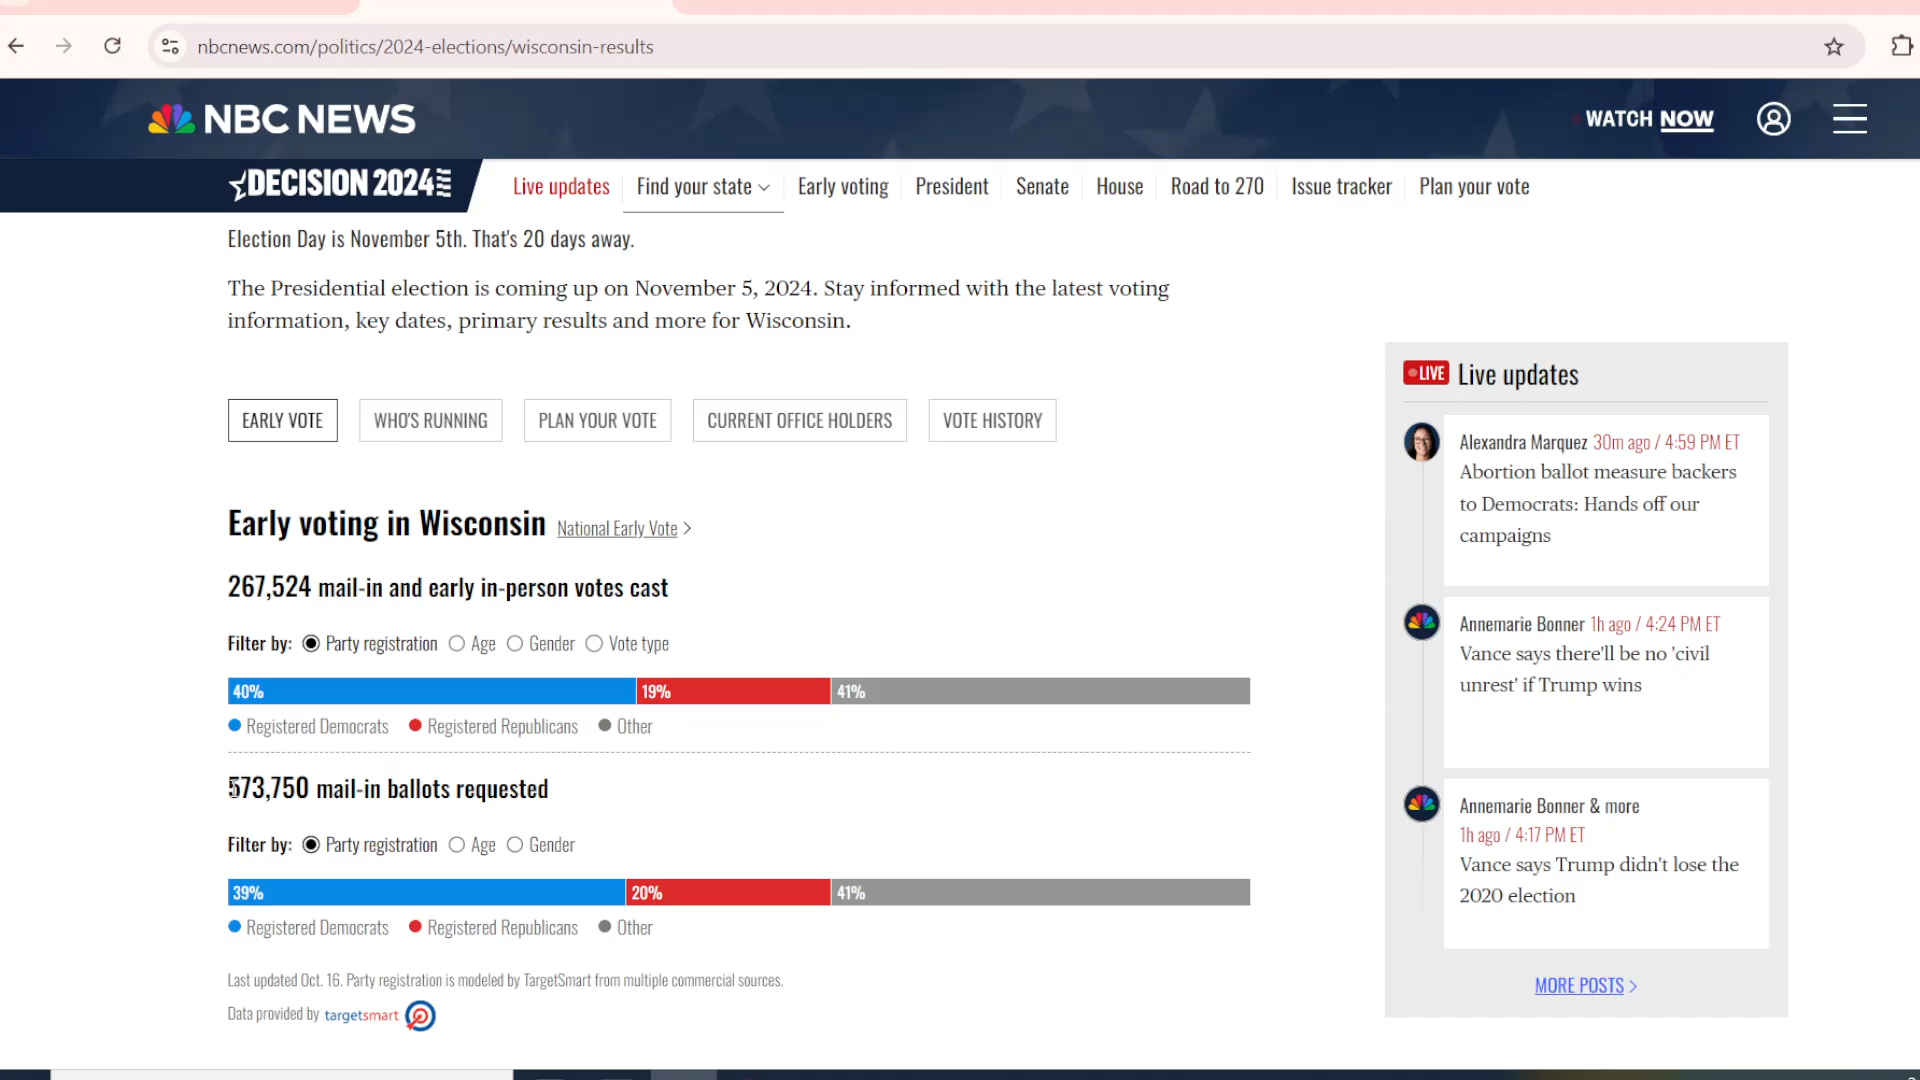 nbcnews.com/politics/2024-elections/wisconsin-results
NBC NEWS
WATCH NOW
DECISION 2024
Live updates
Find your state
Early voting
President
Senate
House
Road to 270
Issue tracker
Plan your vote
Election Day is November 5th. That's 20 days away.
The Presidential election is coming up on November 5, 2024. Stay informed with the latest voting
information, key dates, primary results and more for Wisconsin.
EARLY VOTE
WHO'S RUNNING
PLAN YOUR VOTE
CURRENT OFFICE HOLDERS
VOTE HISTORY
Early voting in Wisconsin National Early Vote
267,524 mail-in and early in-person votes cast
Filter by: Party registration Age Gender Vote type
40% 19% 41%
Registered Democrats Registered Republicans Other
573,750 mail-in ballots requested
Filter by: Party registration Age Gender
39% 20% 41%
Registered Democrats Registered Republicans Other
Last updated Oct. 16. Party registration is modeled by TargetSmart from multiple commercial sources.
Data provided by targetsmart
LIVE Live updates
Alexandra Marquez 30m ago / 4:59 PM ET
Abortion ballot measure backers
to Democrats: Hands off our
campaigns
Annemarie Bonner 1h ago / 4:24 PM ET
Vance says there'll be no 'civil
unrest' if Trump wins
Annemarie Bonner & more
1h ago / 4:17 PM ET
Vance says Trump didn't lose the
2020 election
MORE POSTS